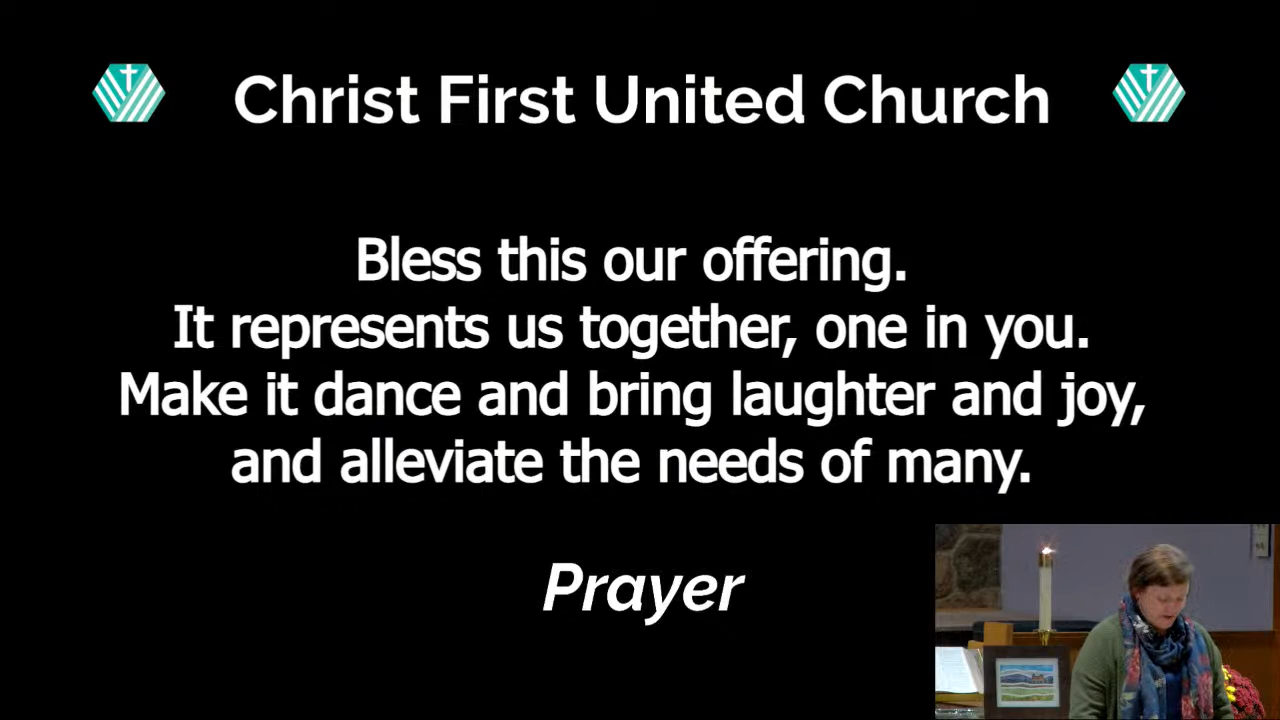 Christ First United Church
Bless this our offering.
It represents us together, one in you.
Make it dance and bring laughter and joy,
and alleviate the needs of many.
Prayer